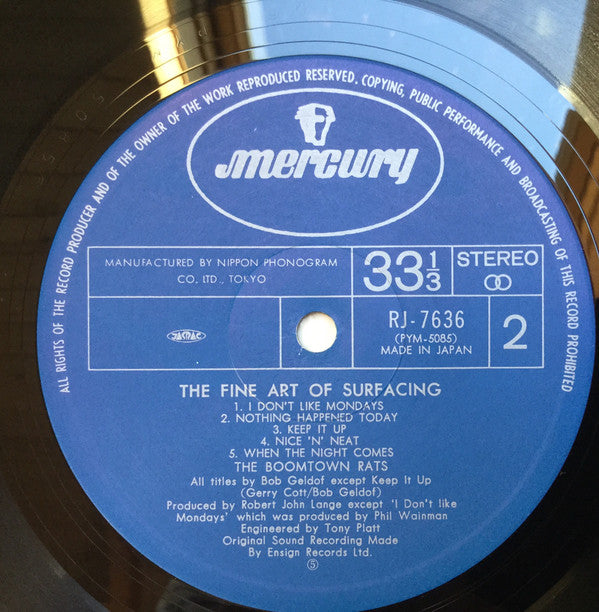 ALL RIGHTS OF THE RECORD PRODUCER AND OF THE OWNER OF THE WORK REPRODUCED RESERVED. COPYING, PUBLIC PERFORMANCE AND BROADCASTING OF THIS RECORD PROHIBITED
mercury
MANUFACTURED BY NIPPON PHONOGRAM
CO. LTD., TOKYO
33 1/3
STEREO
RJ-7636
(PYM-5085)
MADE IN JAPAN
2
THE FINE ART OF SURFACING
1. I DON'T LIKE MONDAYS
2. NOTHING HAPPENED TODAY
3. KEEP IT UP
4. NICE 'N' NEAT
5. WHEN THE NIGHT COMES
THE BOOMTOWN RATS
All titles by Bob Geldof except Keep It Up
(Gerry Cott/Bob Geldof)
Produced by Robert John Lange except 'I Don't like
Mondays' which was produced by Phil Wainman
Engineered by Tony Platt
Original Sound Recording Made
By Ensign Records Ltd.
Ⓢ